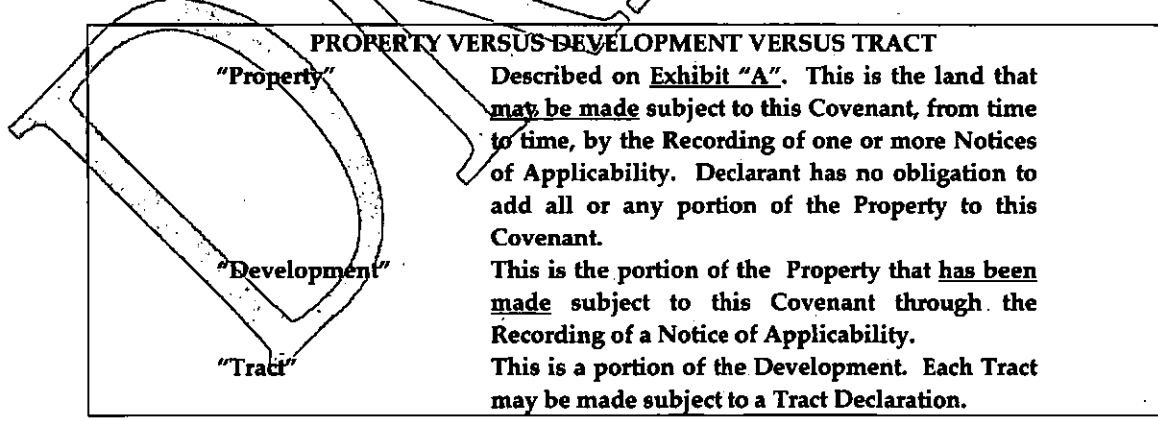 PROPERTY VERSUS DEVELOPMENT VERSUS TRACT
"Property" Described on Exhibit "A". This is the land that
may be made subject to this Covenant, from time
to time, by the Recording of one or more Notices
of Applicability. Declarant has no obligation to
add all or any portion of the Property to this
Covenant.
"Development" This is the portion of the Property that has been
made subject to this Covenant through the
Recording of a Notice of Applicability.
"Tract" This is a portion of the Development. Each Tract
may be made subject to a Tract Declaration.